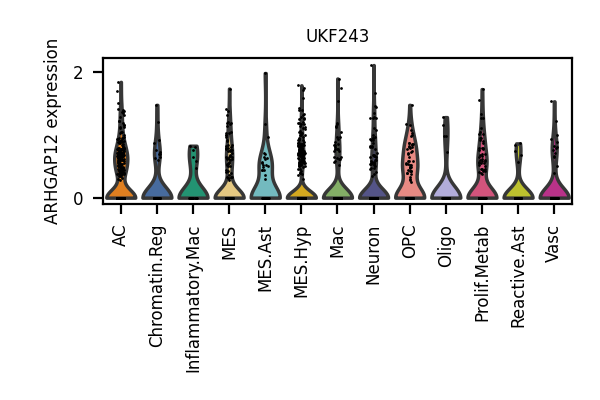 UKF243
ARHGAP12 expression
2
0
AC
Chromatin.Reg
Inflammatory.Mac
MES
MES.Ast
MES.Hyp
Mac
Neuron
OPC
Oligo
Prolif.Metab
Reactive.Ast
Vasc